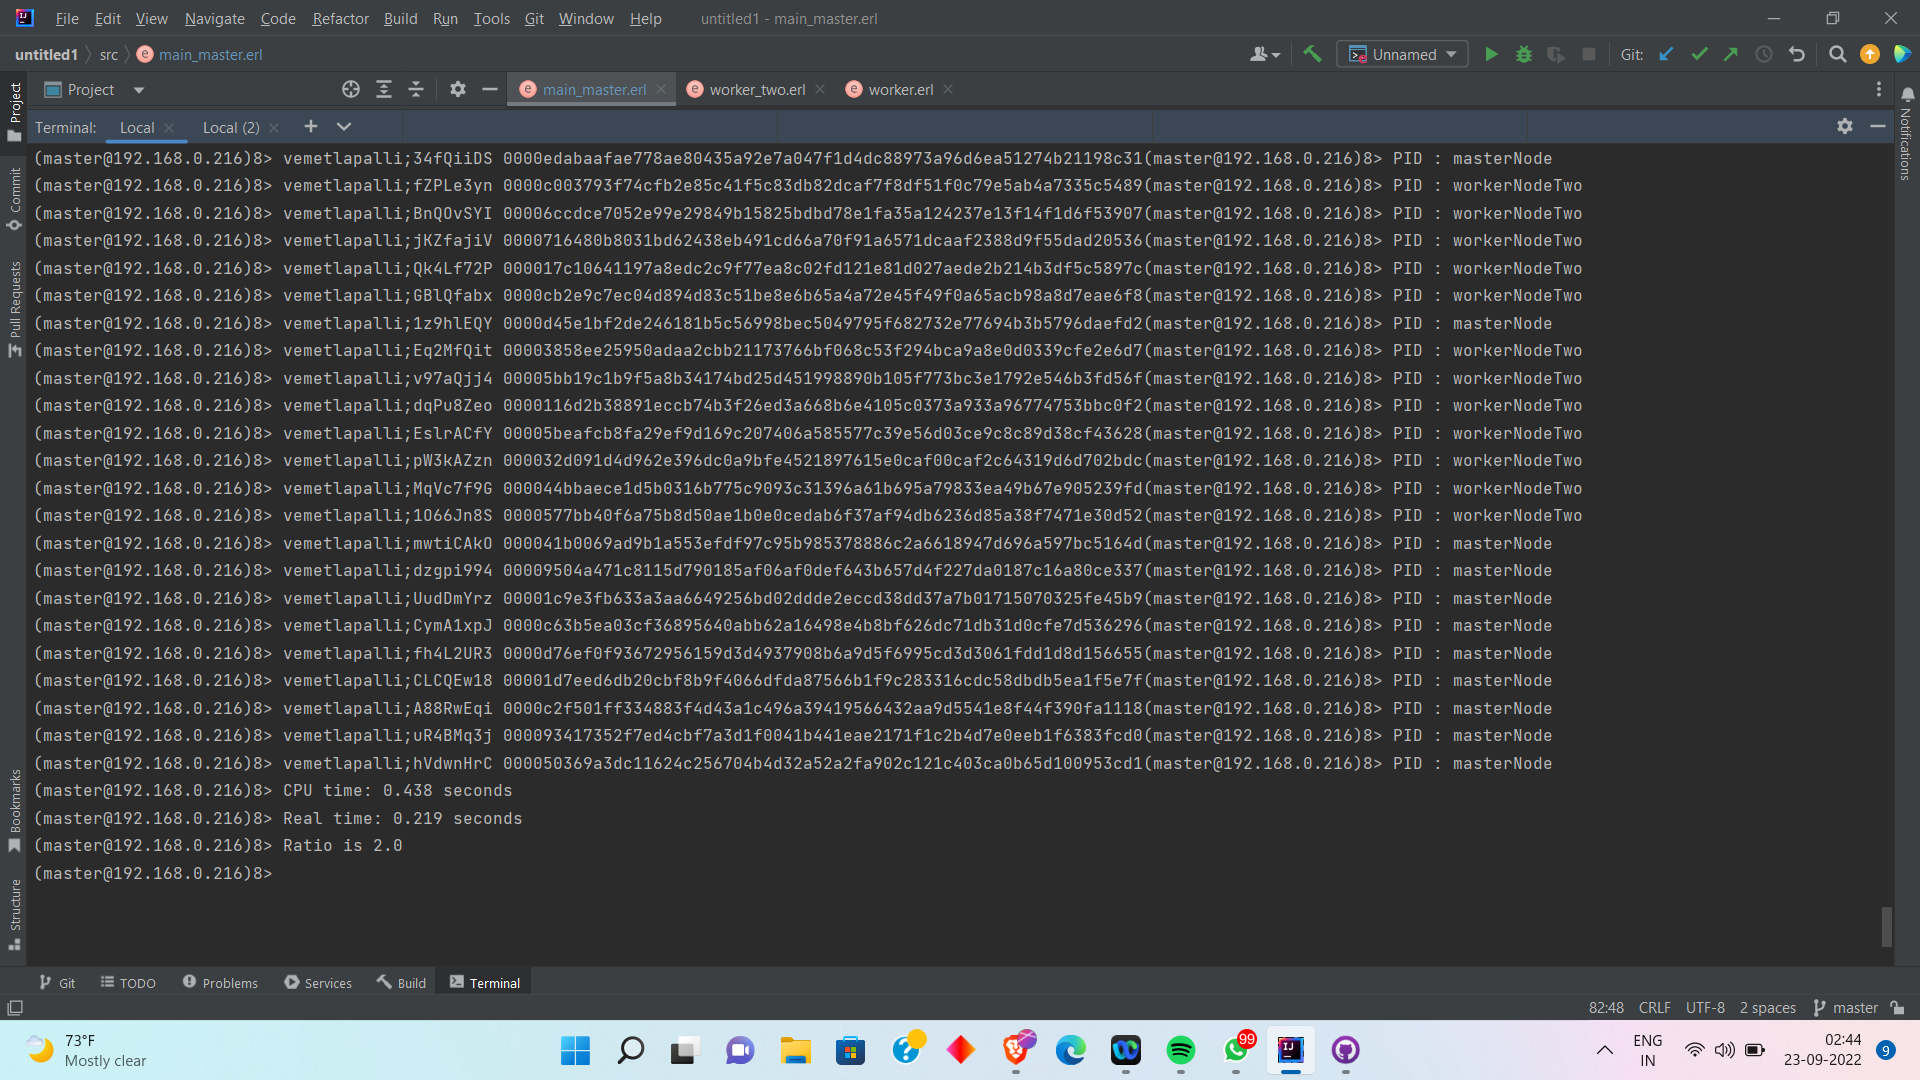 File Edit View Navigate Code Refactor Build Run Tools Git Window Help untitled1 - main_master.erl
untitled1 src main_master.erl Unnamed Git:
Project main_master.erl worker_two.erl worker.erl
Terminal: Local Local (2)
(master@192.168.0.216)8> vemetlapalli;34fQiiDS 0000edabaafae778ae80435a92e7a047f1d4dc88973a96d6ea51274b21198c31(master@192.168.0.216)8> PID : masterNode
(master@192.168.0.216)8> vemetlapalli;fZPLe3yn 0000c003793f74cfb2e85c41f5c83db82dcaf7f8df51f0c79e5ab4a7335c5489(master@192.168.0.216)8> PID : workerNodeTwo
(master@192.168.0.216)8> vemetlapalli;BnQOvSYI 00006ccdce7052e99e29849b15825bdbd78e1fa35a124237e13f14f1d6f53907(master@192.168.0.216)8> PID : workerNodeTwo
(master@192.168.0.216)8> vemetlapalli;jKZfajiV 0000716480b8031bd62438eb491cd66a70f91a6571dcaaf2388d9f55dad20536(master@192.168.0.216)8> PID : workerNodeTwo
(master@192.168.0.216)8> vemetlapalli;Qk4Lf72P 000017c10641197a8edc2c9f77ea8c02fd121e81d027aede2b214b3df5c5897c(master@192.168.0.216)8> PID : workerNodeTwo
(master@192.168.0.216)8> vemetlapalli;GBlQfabx 0000cb2e9c7ec04d894d83c51be8e6b65a4a72e45f49f0a65acb98a8d7eae6f8(master@192.168.0.216)8> PID : workerNodeTwo
(master@192.168.0.216)8> vemetlapalli;1z9hlEQY 0000d45e1bf2de246181b5c56998bec5049795f682732e77694b3b5796daefd2(master@192.168.0.216)8> PID : masterNode
(master@192.168.0.216)8> vemetlapalli;Eq2MfQit 00003858ee25950adaa2cbb21173766bf068c53f294bca9a8e0d0339cfe2e6d7(master@192.168.0.216)8> PID : workerNodeTwo
(master@192.168.0.216)8> vemetlapalli;v97aQjj4 00005bb19c1b9f5a8b34174bd25d451998890b105f773bc3e1792e546b3fd56f(master@192.168.0.216)8> PID : workerNodeTwo
(master@192.168.0.216)8> vemetlapalli;dqPu8Zeo 0000116d2b38891eccb74b3f26ed3a668b6e4105c0373a933a96774753bbc0f2(master@192.168.0.216)8> PID : workerNodeTwo
(master@192.168.0.216)8> vemetlapalli;EslrACfY 00005beafcb8fa29ef9d169c207406a585577c39e56d03ce9c8c89d38cf43628(master@192.168.0.216)8> PID : workerNodeTwo
(master@192.168.0.216)8> vemetlapalli;pW3kAZzn 000032d091d4d962e396dc0a9bfe4521897615e0caf00caf2c64319d6d702bdc(master@192.168.0.216)8> PID : workerNodeTwo
(master@192.168.0.216)8> vemetlapalli;MqVc7f9G 000044bbaece1d5b0316b775c9093c31396a61b695a79833ea49b67e905239fd(master@192.168.0.216)8> PID : workerNodeTwo
(master@192.168.0.216)8> vemetlapalli;1O66Jn8S 0000577bb40f6a75b8d50ae1b0e0cedab6f37af94db6236d85a38f7471e30d52(master@192.168.0.216)8> PID : workerNodeTwo
(master@192.168.0.216)8> vemetlapalli;mwtiCAkO 000041b0069ad9b1a553efdf97c95b985378886c2a6618947d696a597bc5164d(master@192.168.0.216)8> PID : masterNode
(master@192.168.0.216)8> vemetlapalli;dzgpi994 00009504a471c8115d790185af06af0def643b657d4f227da0187c16a80ce337(master@192.168.0.216)8> PID : masterNode
(master@192.168.0.216)8> vemetlapalli;UudDmYrz 00001c9e3fb633a3aa6649256bd02ddde2eccd38dd37a7b01715070325fe45b9(master@192.168.0.216)8> PID : masterNode
(master@192.168.0.216)8> vemetlapalli;CymA1xpJ 0000c63b5ea03cf36895640abb62a16498e4b8bf626dc71db31d0cfe7d536296(master@192.168.0.216)8> PID : masterNode
(master@192.168.0.216)8> vemetlapalli;fh4L2UR3 0000d76ef0f93672956159d3d4937908b6a9d5f6995cd3d3061fdd1d8d156655(master@192.168.0.216)8> PID : masterNode
(master@192.168.0.216)8> vemetlapalli;CLCQEw18 00001d7eed6db20cbf8b9f4066dfda87566b1f9c283316cdc58dbdb5ea1f5e7f(master@192.168.0.216)8> PID : masterNode
(master@192.168.0.216)8> vemetlapalli;A88RwEqi 0000c2f501ff334883f4d43a1c496a39419566432aa9d5541e8f44f390fa1118(master@192.168.0.216)8> PID : masterNode
(master@192.168.0.216)8> vemetlapalli;uR4BMq3j 000093417352f7ed4cbf7a3d1f0041b441eae2171f1c2b4d7e0eeb1f6383fcd0(master@192.168.0.216)8> PID : masterNode
(master@192.168.0.216)8> vemetlapalli;hVdwnHrC 000050369a3dc11624c256704b4d32a52a2fa902c121c403ca0b65d100953cd1(master@192.168.0.216)8> PID : masterNode
(master@192.168.0.216)8> CPU time: 0.438 seconds
(master@192.168.0.216)8> Real time: 0.219 seconds
(master@192.168.0.216)8> Ratio is 2.0
(master@192.168.0.216)8>
Project
Commit
Pull Requests
Bookmarks
Structure
Notifications
Git TODO Problems Services Build Terminal
82:48 CRLF UTF-8 2 spaces master
73°F
Mostly clear
99
ENG
IN
02:44
23-09-2022
9